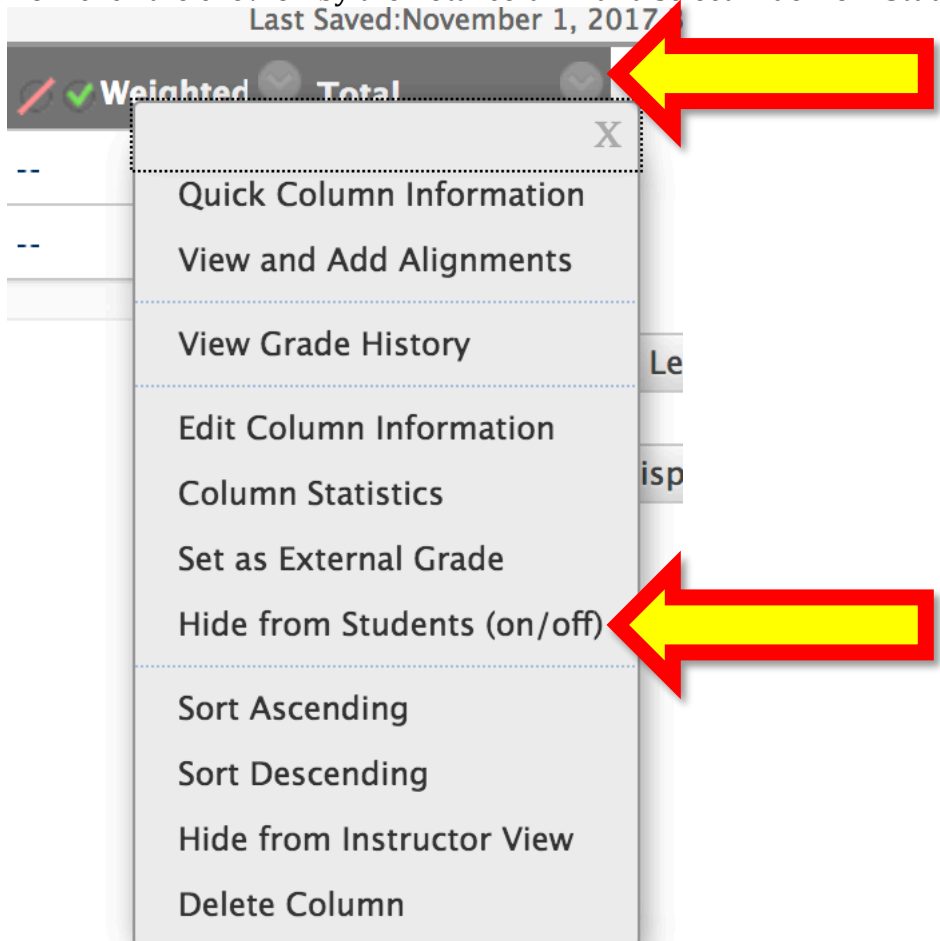 Last Saved:November 1, 2017
Weighted Total
X
--
Quick Column Information
--
View and Add Alignments
View Grade History
Le
Edit Column Information
isp
Column Statistics
Set as External Grade
Hide from Students (on/off)
Sort Ascending
Sort Descending
Hide from Instructor View
Delete Column